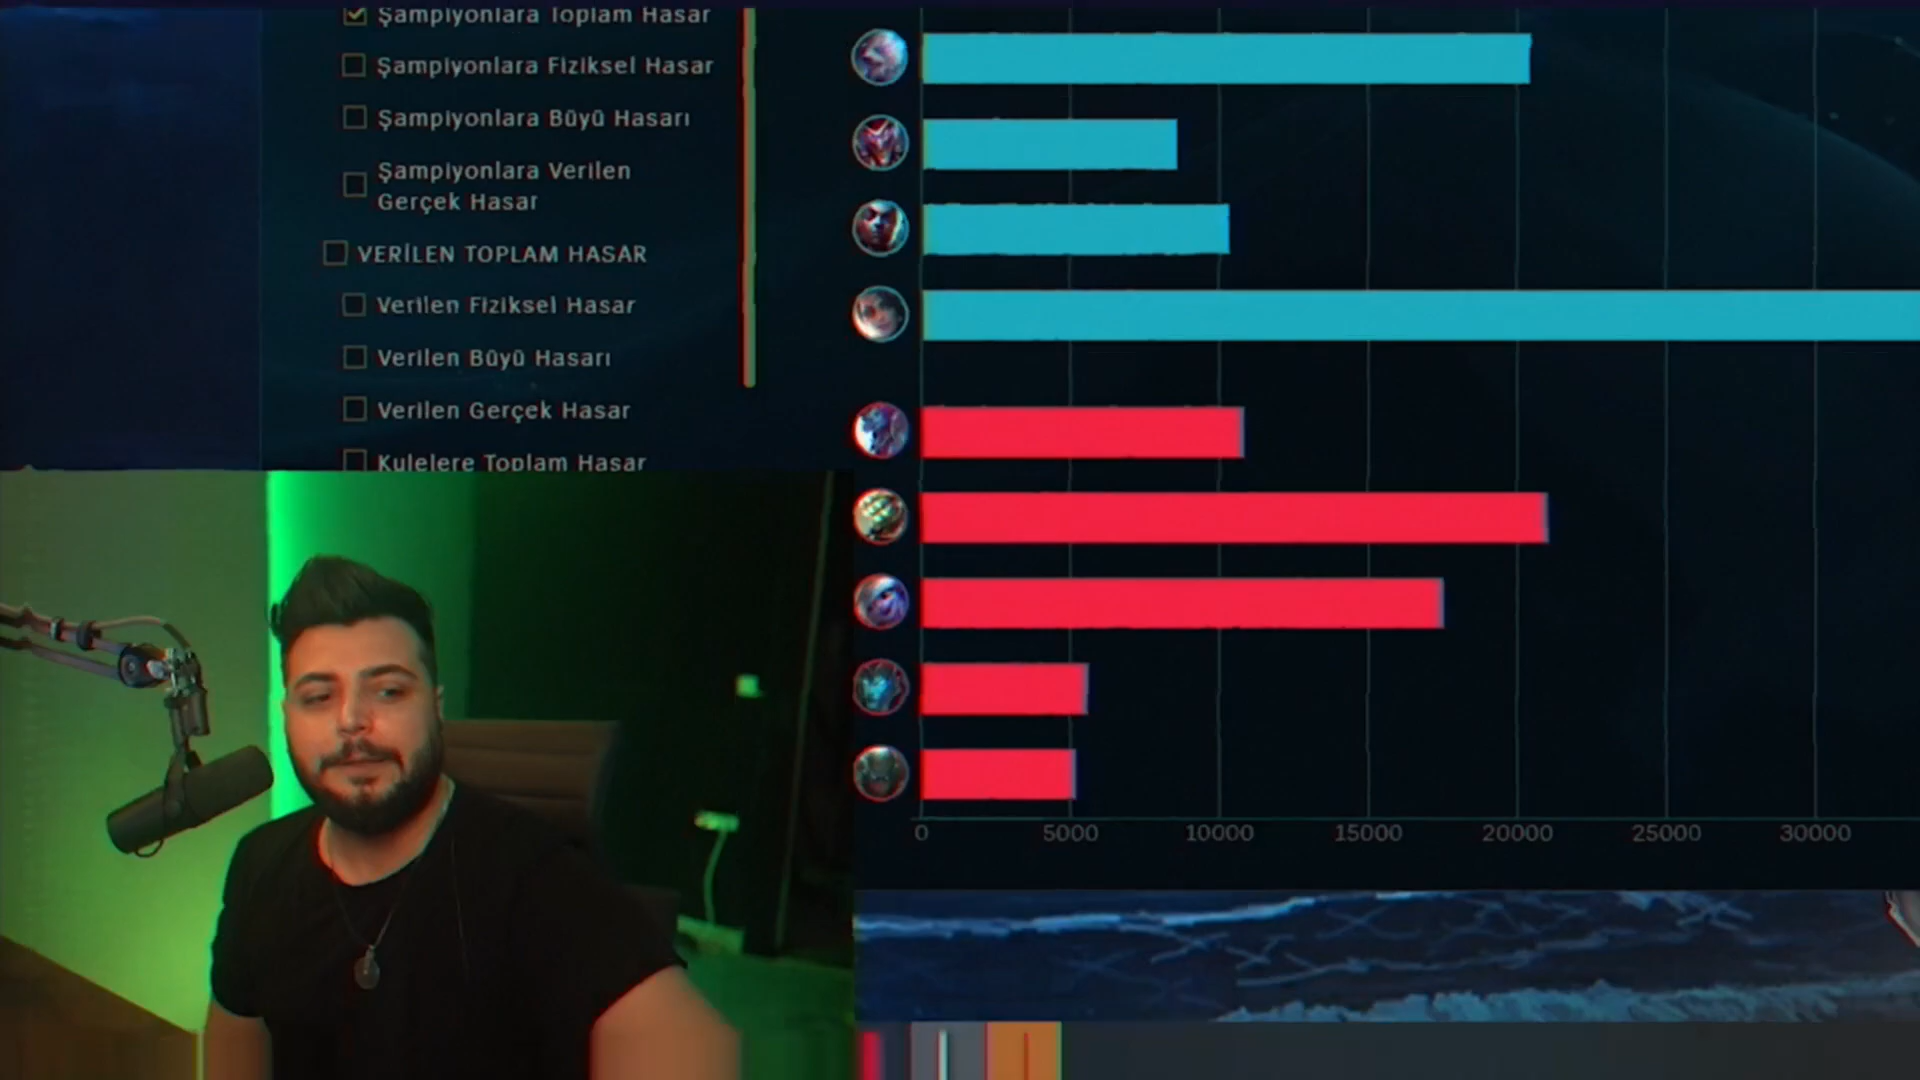 Şampiyonlara Toplam Hasar
Şampiyonlara Fiziksel Hasar
Şampiyonlara Büyü Hasarı
Şampiyonlara Verilen
Gerçek Hasar
VERİLEN TOPLAM HASAR
Verilen Fiziksel Hasar
Verilen Büyü Hasarı
Verilen Gerçek Hasar
Kulelere Toplam Hasar
0 5000 10000 15000 20000 25000 30000